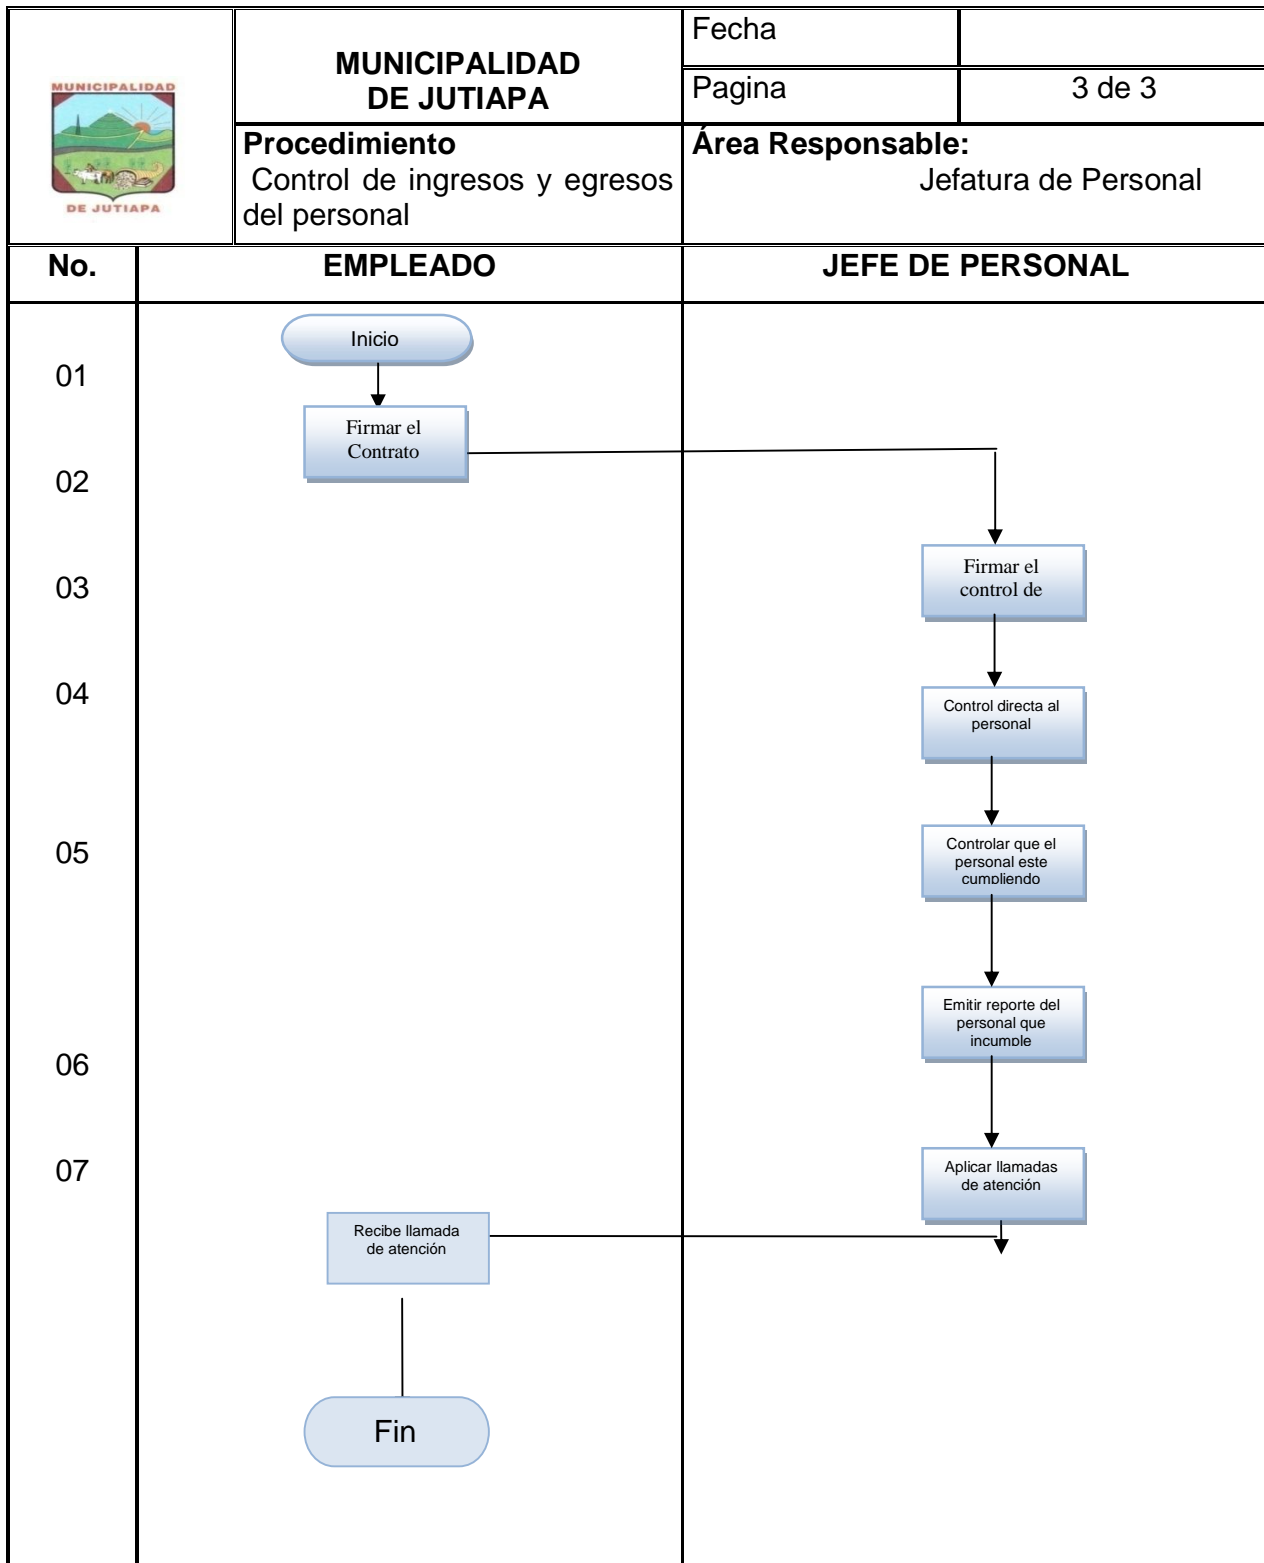 MUNICIPALIDAD
DE JUTIAPA
MUNICIPALIDAD
DE JUTIAPA
Fecha
Pagina
3 de 3
Procedimiento
Control de ingresos y egresos
del personal
Área Responsable:
Jefatura de Personal
No.
EMPLEADO
JEFE DE PERSONAL
Inicio
01
Firmar el
Contrato
02
Firmar el
control de
03
04
Control directa al
personal
05
Controlar que el
personal este
cumpliendo
Emitir reporte del
personal que
incumple
06
07
Aplicar llamadas
de atención
Recibe llamada
de atención
Fin